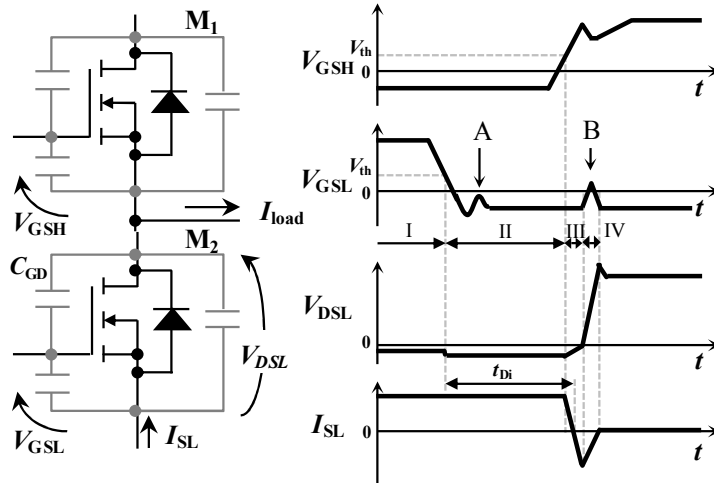 M1
VGSH
Iload
M2
CGD
VDSL
VGSL
ISL
VGSH
Vth
0
t
A
B
VGSL
Vth
0
t
I
II
III
IV
VDSL
0
t
tDi
ISL
0
t